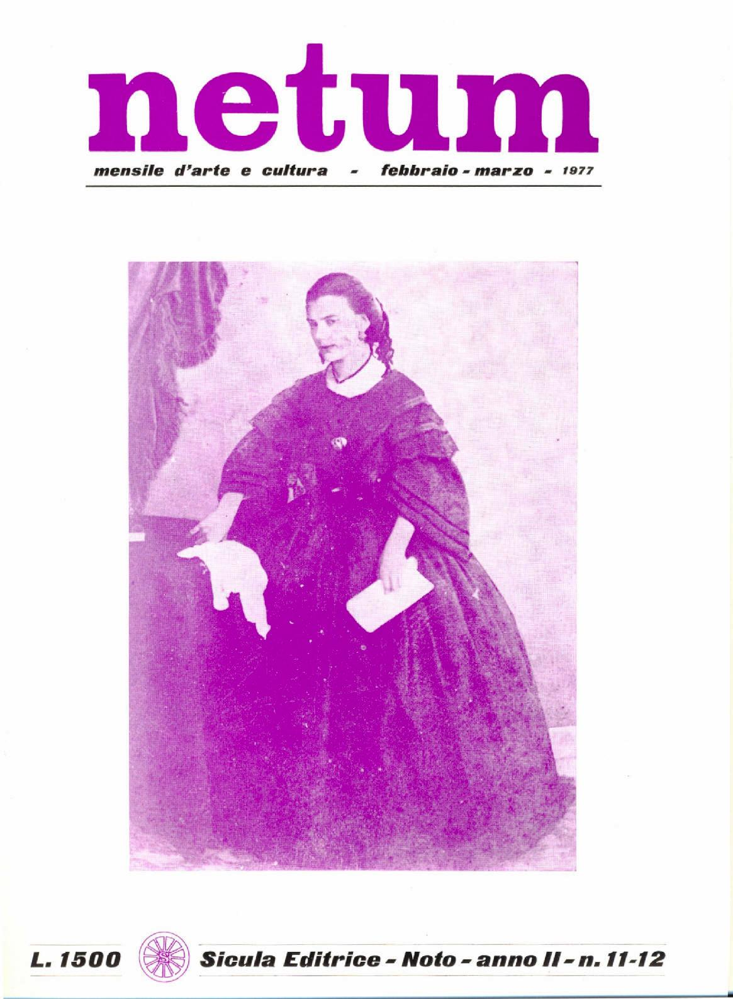 netum
mensile d'arte e cultura - febbraio - marzo - 1977
L. 1500 S Sicula Editrice - Noto - anno II - n. 11-12